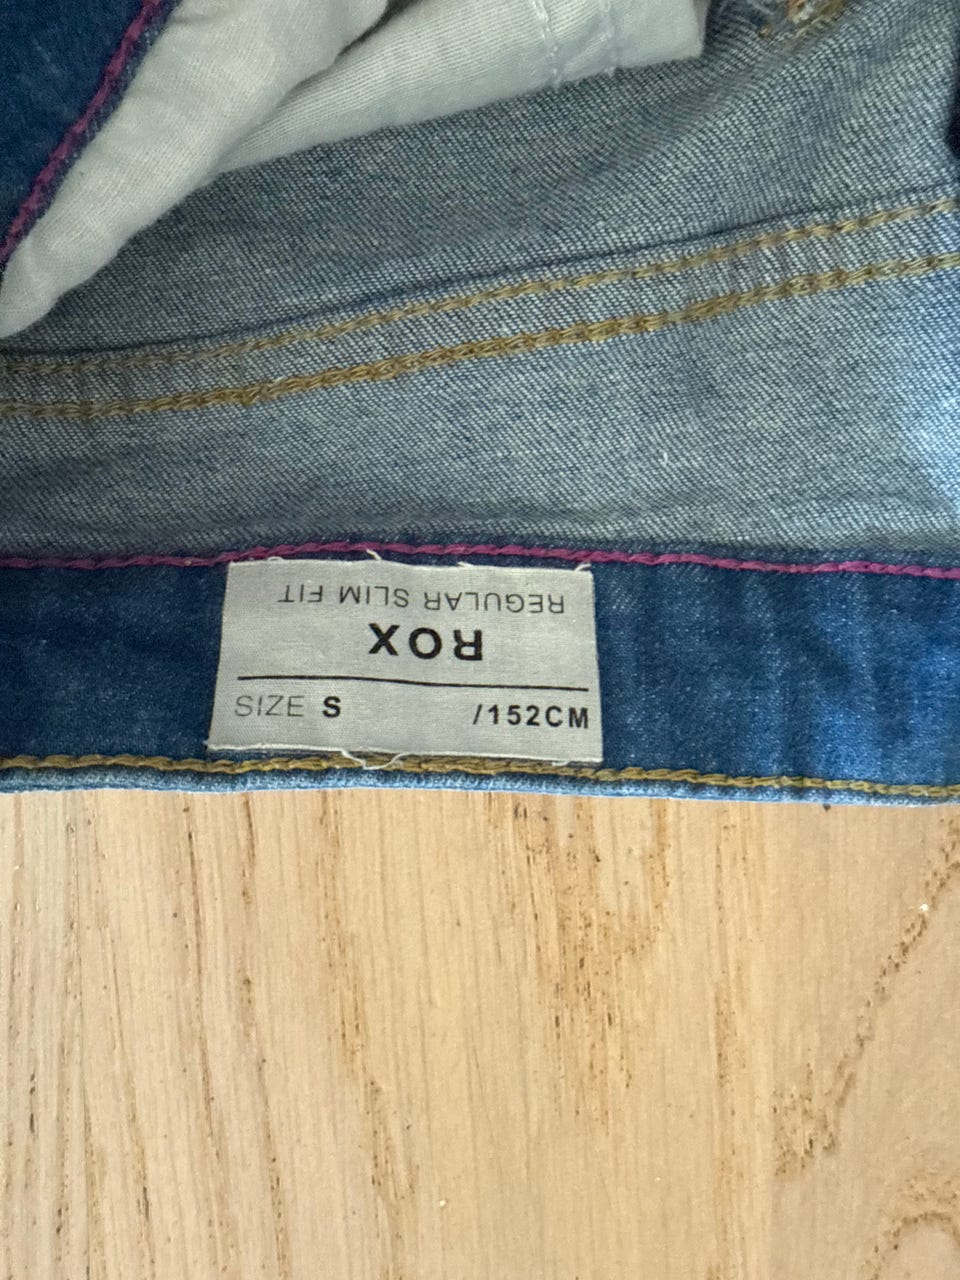 REGULAR SLIM FIT
ROX
SIZE S /152CM